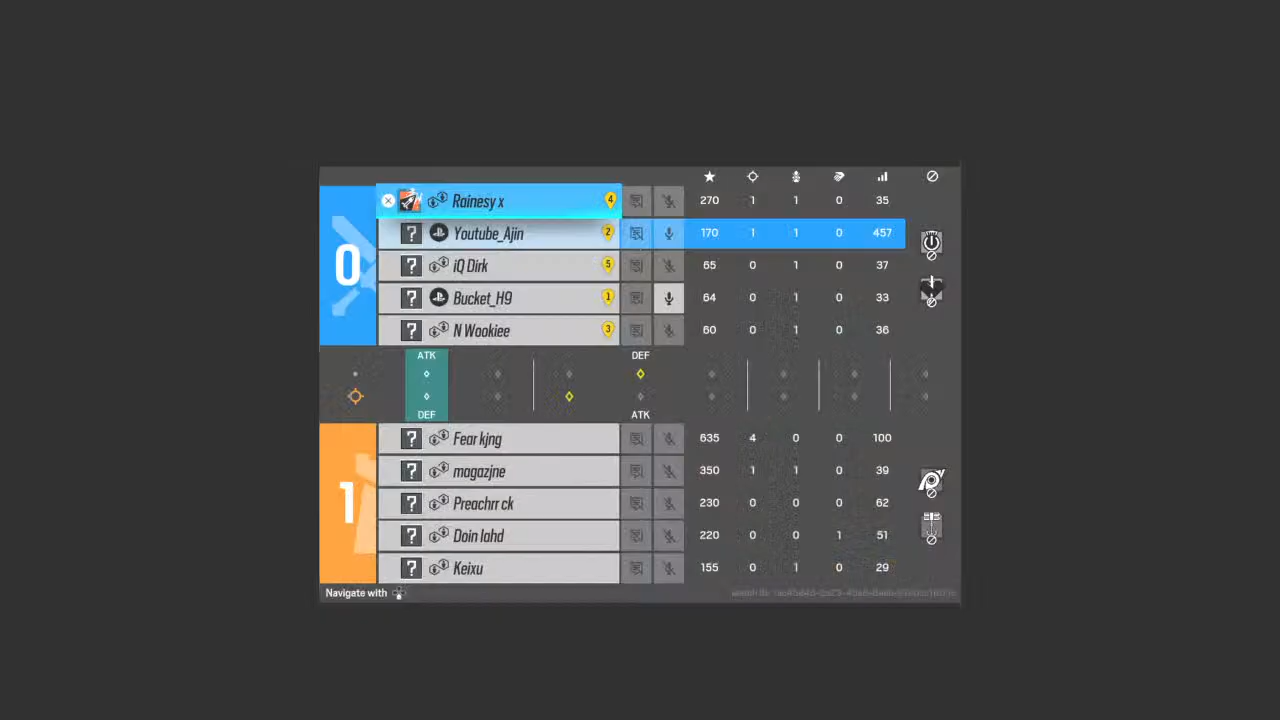 0
Rainesy x 4 270 1 1 0 35
? Youtube_Ajin 2 170 1 1 0 457
? iQ Dirk 5 65 0 1 0 37
? Bucket_H9 1 64 0 1 0 33
? N Wookiee 3 60 0 1 0 36
ATK DEF
DEF ATK
1
? Fear kjng 635 4 0 0 100
? magazjne 350 1 1 0 39
? Preachrr ck 230 0 0 0 62
? Doin lahd 220 0 0 1 51
? Keixu 155 0 1 0 29
Navigate with